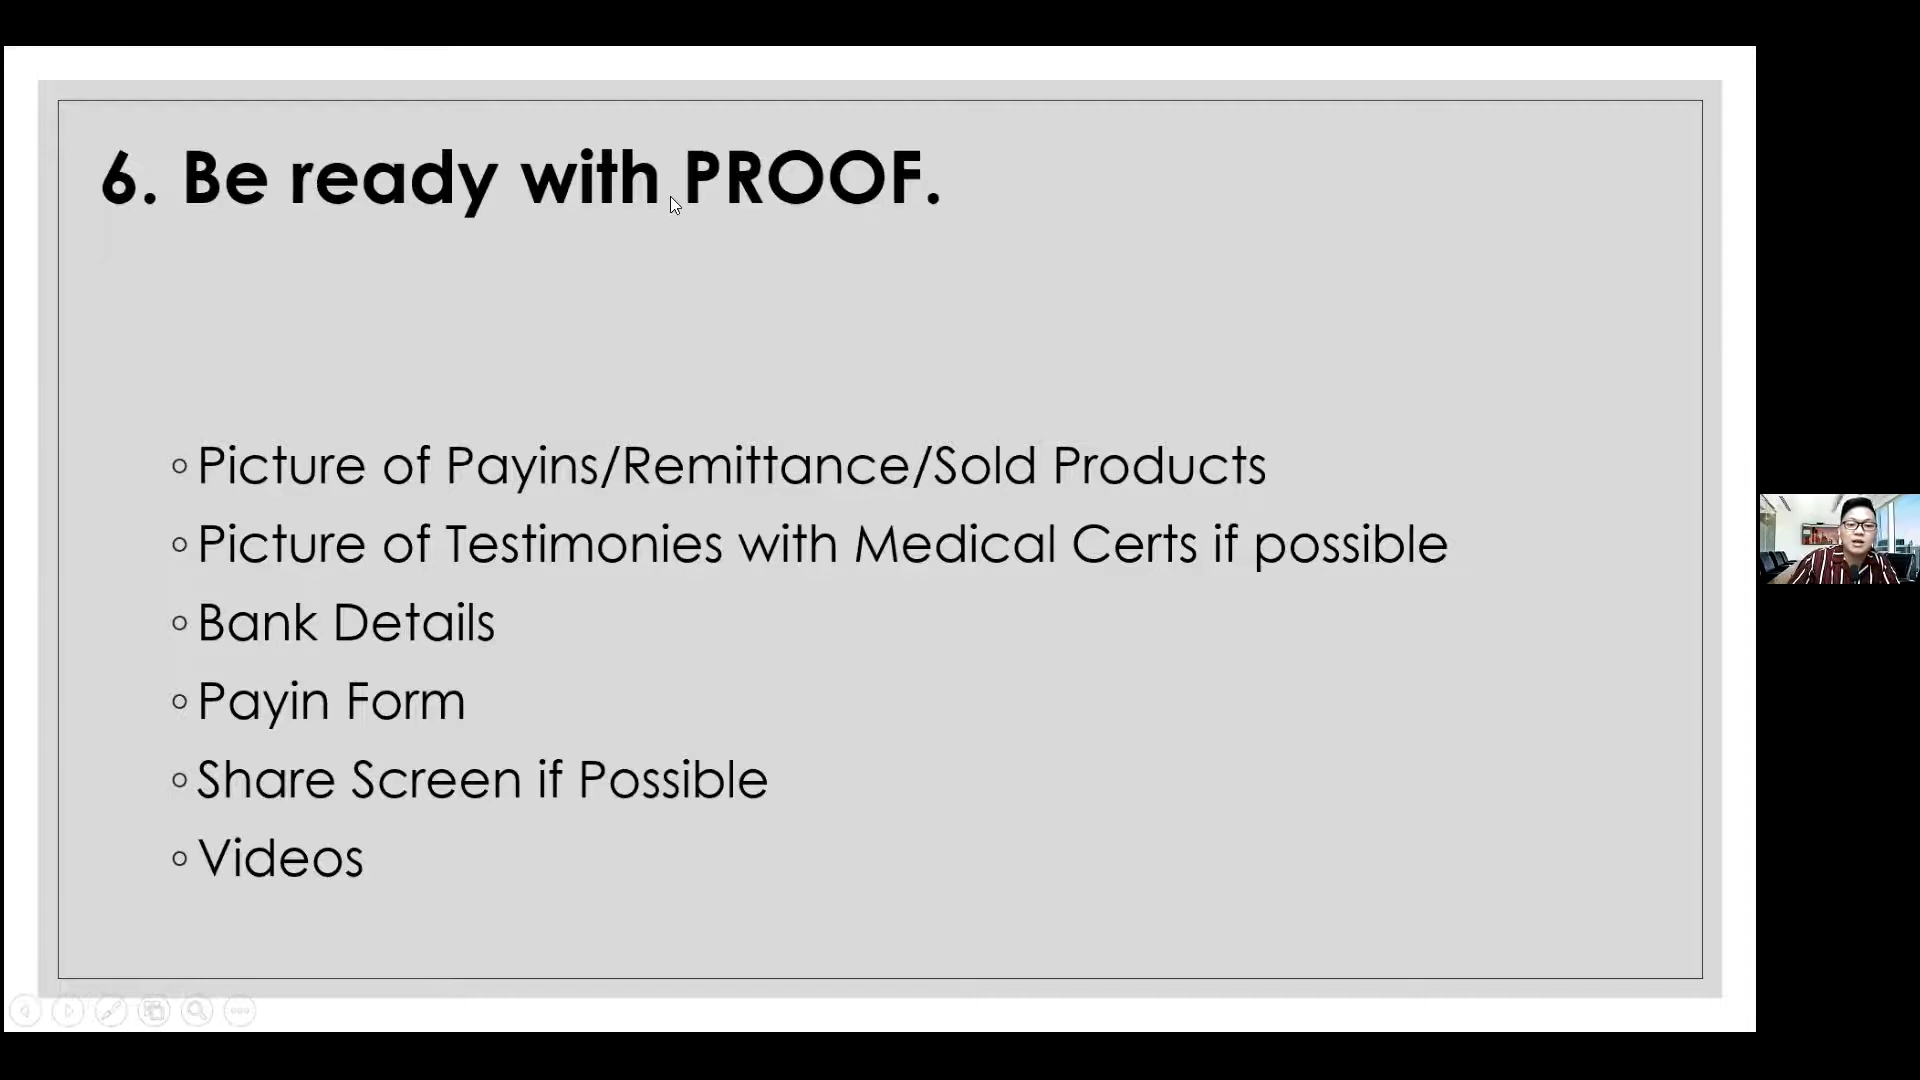 6. Be ready with PROOF.
Picture of Payins/Remittance/Sold Products
Picture of Testimonies with Medical Certs if possible
Bank Details
Payin Form
Share Screen if Possible
Videos